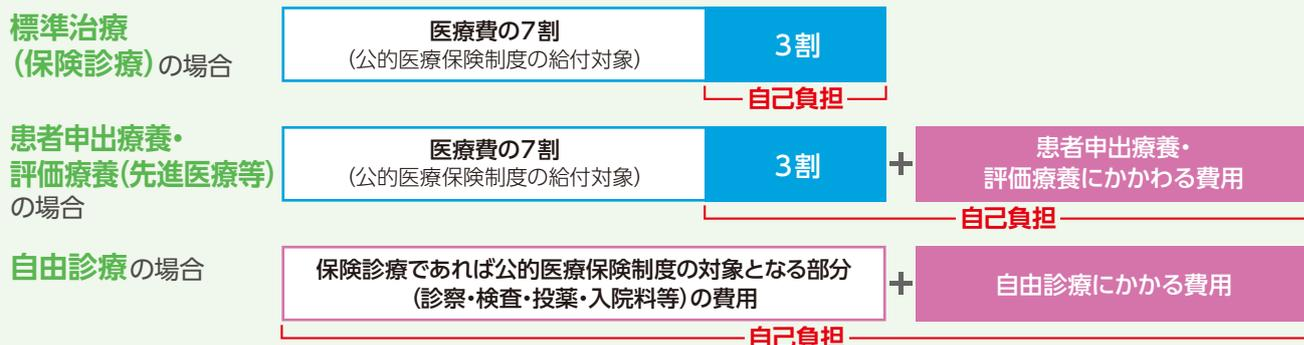 標準治療
(保険診療)の場合
医療費の7割
(公的医療保険制度の給付対象)
3割
自己負担
患者申出療養・
評価療養(先進医療等)
の場合
医療費の7割
(公的医療保険制度の給付対象)
3割
+
患者申出療養・
評価療養にかかわる費用
自己負担
自由診療の場合
保険診療であれば公的医療保険制度の対象となる部分
(診察・検査・投薬・入院料等)の費用
+
自由診療にかかる費用
自己負担